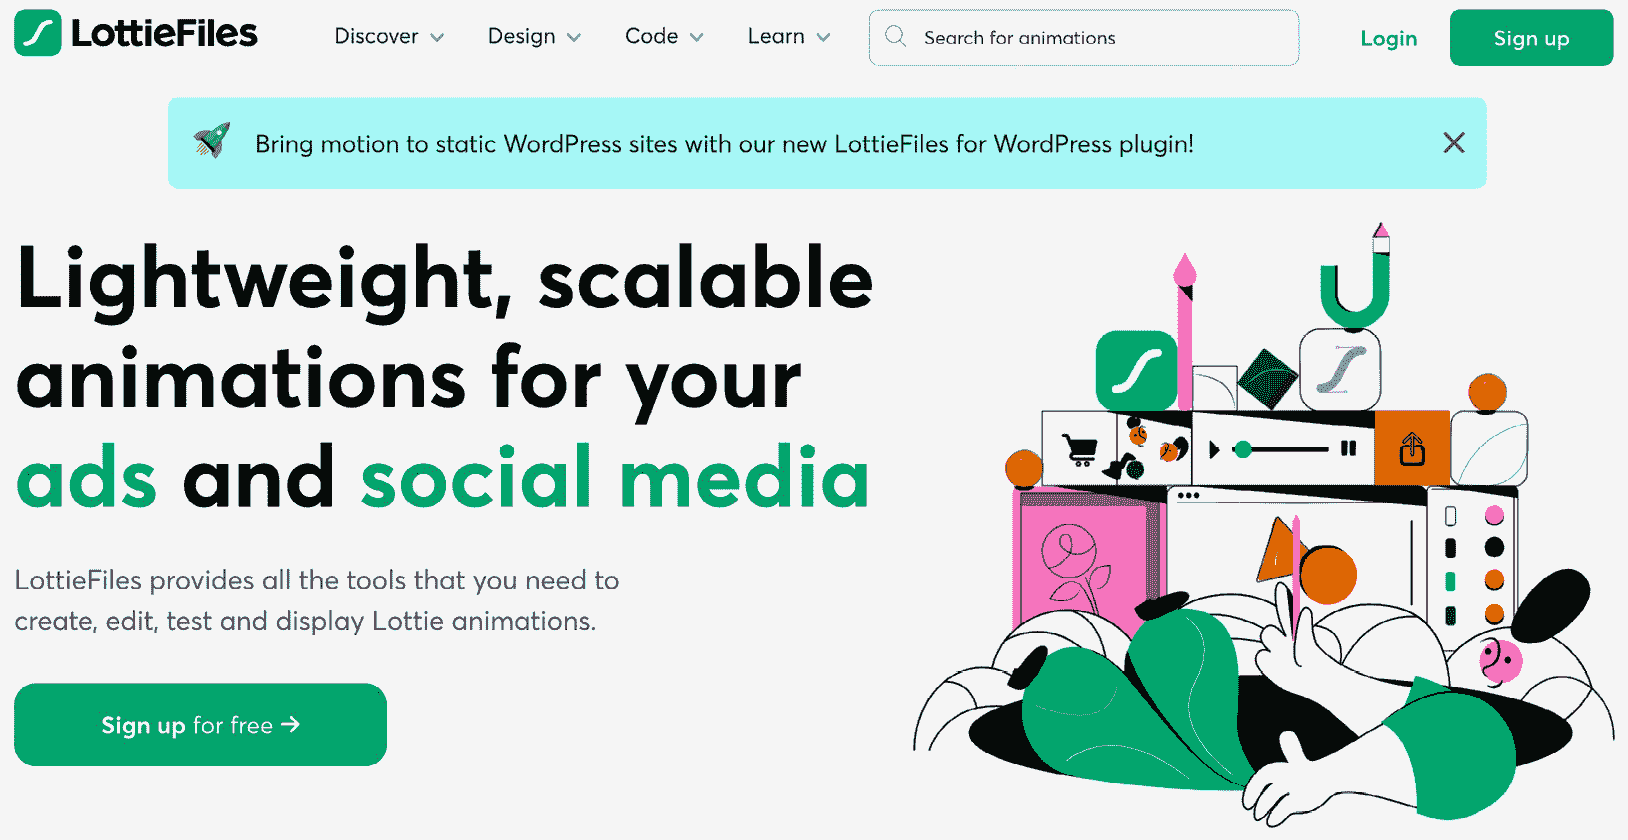 LottieFiles
Discover
Design
Code
Learn
Search for animations
Login
Sign up
Bring motion to static WordPress sites with our new LottieFiles for WordPress plugin!
Lightweight, scalable
animations for your
ads and social media
LottieFiles provides all the tools that you need to
create, edit, test and display Lottie animations.
Sign up for free →